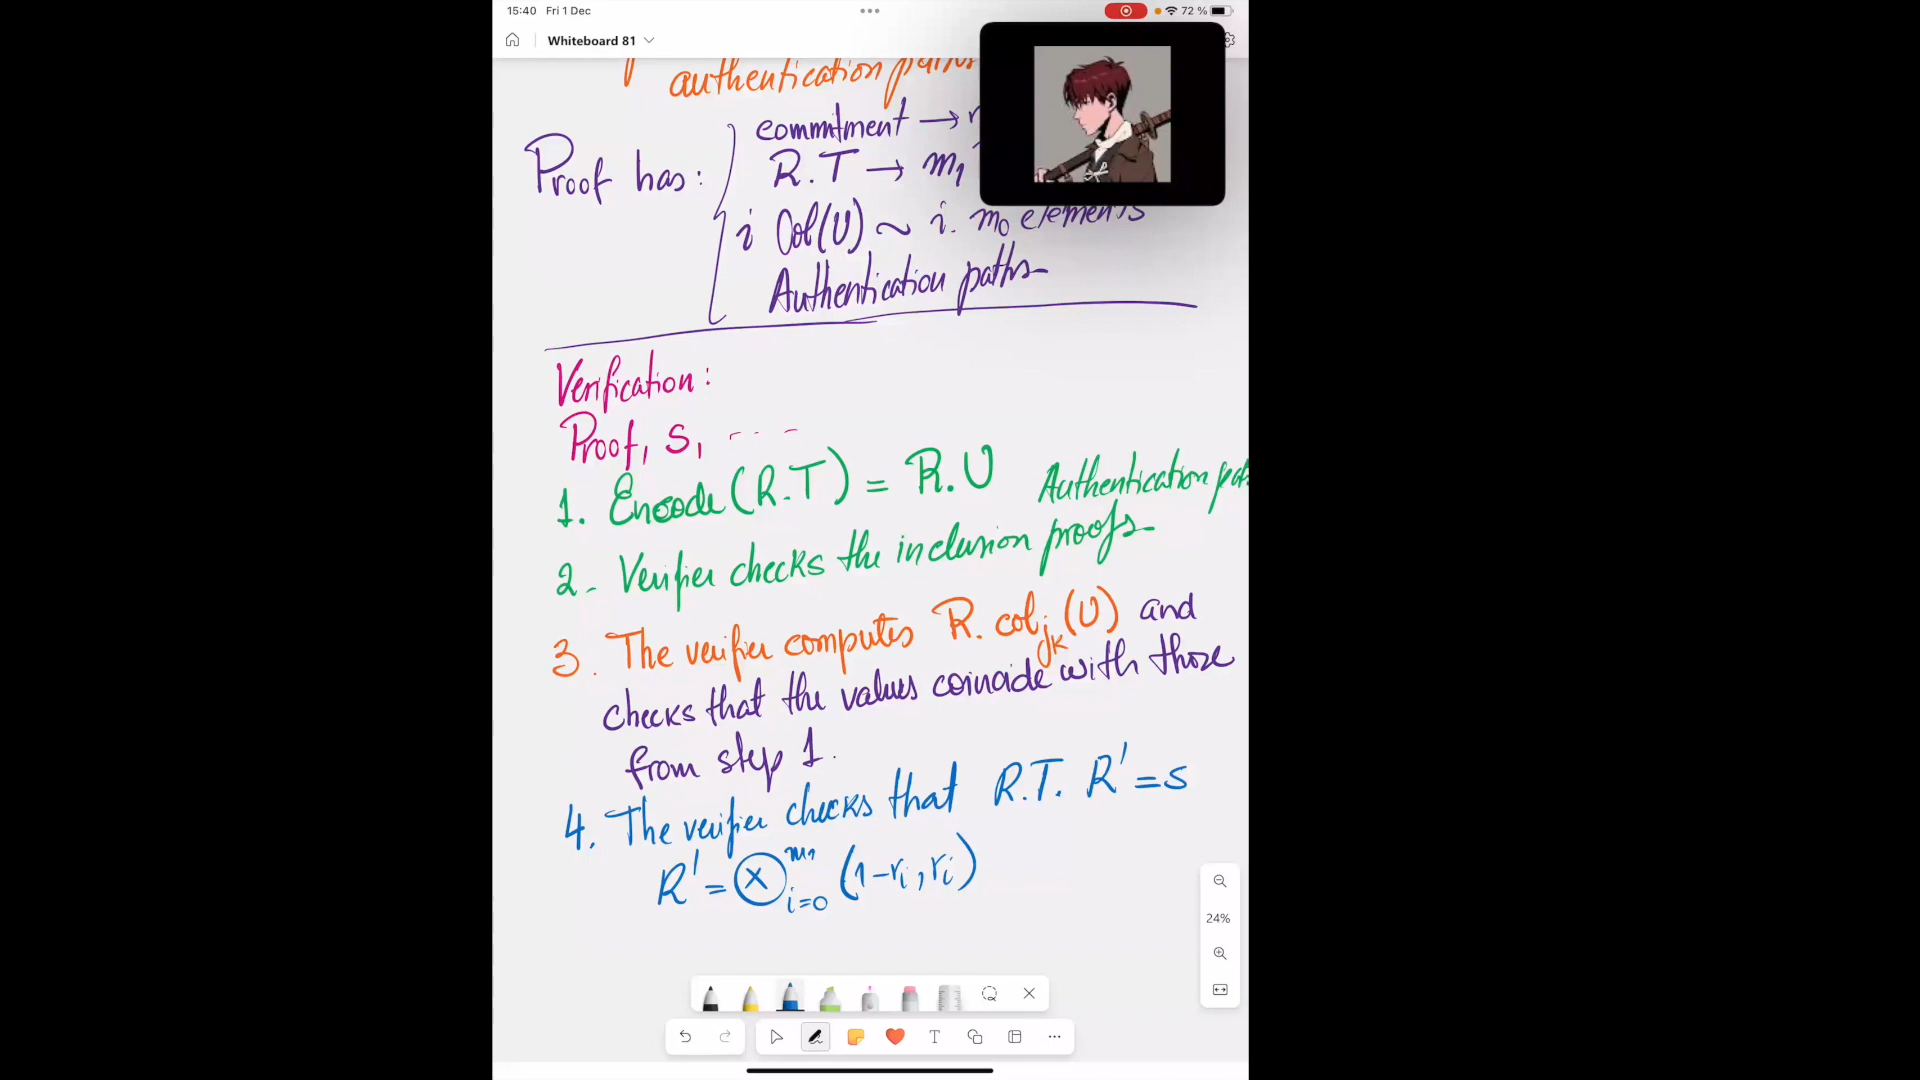 15:40 Fri 1 Dec
72 %
Whiteboard 81
authentication paths
Proof has:
commitment →
R.T → m1
i Col(U) ~ i. m0 elements
Authentication paths
Verification:
Proof, s, ----
1. Encode (R.T) = R.U Authentication
2- Verifier checks the inclusion proofs-
3. The verifier computes R. col jk (U) and
checks that the values coincide with those
from step 1.
4. The verifier checks that R.T. R' = s
R' = ⊗ i=0 m1 (1-ri, ri)
24%